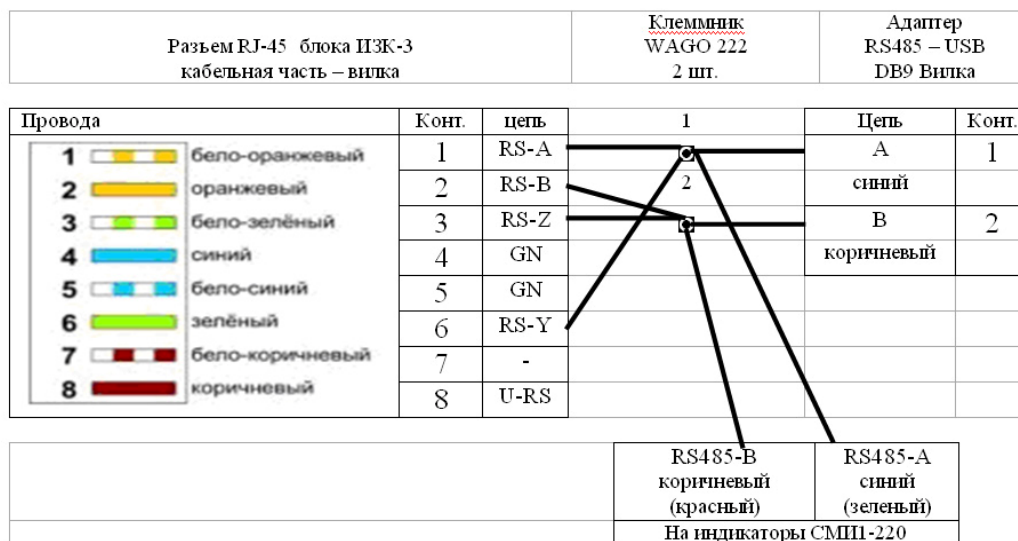 Разъем RJ-45 блока ИЗК-3
кабельная часть – вилка
Клеммник
WAGO 222
2 шт.
Адаптер
RS485 – USB
DB9 Вилка
Провода
Конт.
цепь
1
Цепь
Конт.
1 бело-оранжевый
2 оранжевый
3 бело-зелёный
4 синий
5 бело-синий
6 зелёный
7 бело-коричневый
8 коричневый
1 RS-A
2 RS-B
3 RS-Z
4 GN
5 GN
6 RS-Y
7 -
8 U-RS
2
A 1
синий
B 2
коричневый
RS485-B
коричневый
(красный)
RS485-A
синий
(зеленый)
На индикаторы СМИ1-220